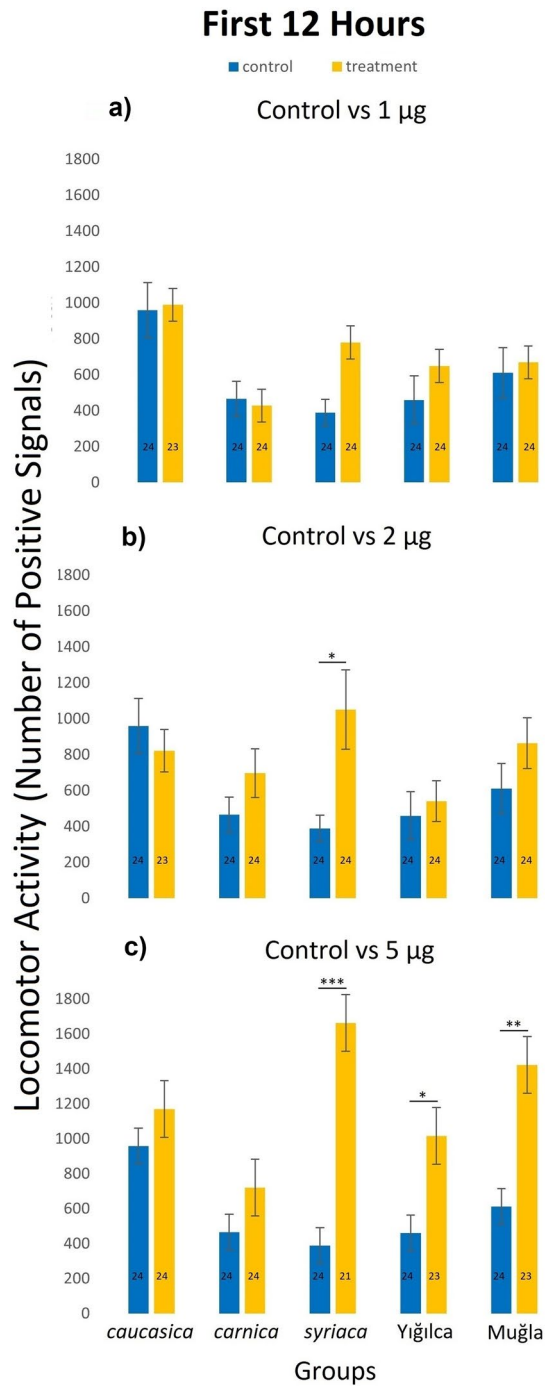 First 12 Hours
control treatment
a) Control vs 1 µg
1800
1600
1400
1200
1000
800
600
400
200
0
24 23 24 24 24 24 24 24 24 24
b) Control vs 2 µg
1800
1600
1400
1200
1000
800
600
400
200
0
*
24 23 24 24 24 24 24 24 24 24
c) Control vs 5 µg
1800
1600
1400
1200
1000
800
600
400
200
0
*** * **
24 24 24 24 24 21 24 23 24 23
caucasica carnica syriaca Yığılca Muğla
Groups
Locomotor Activity (Number of Positive Signals)